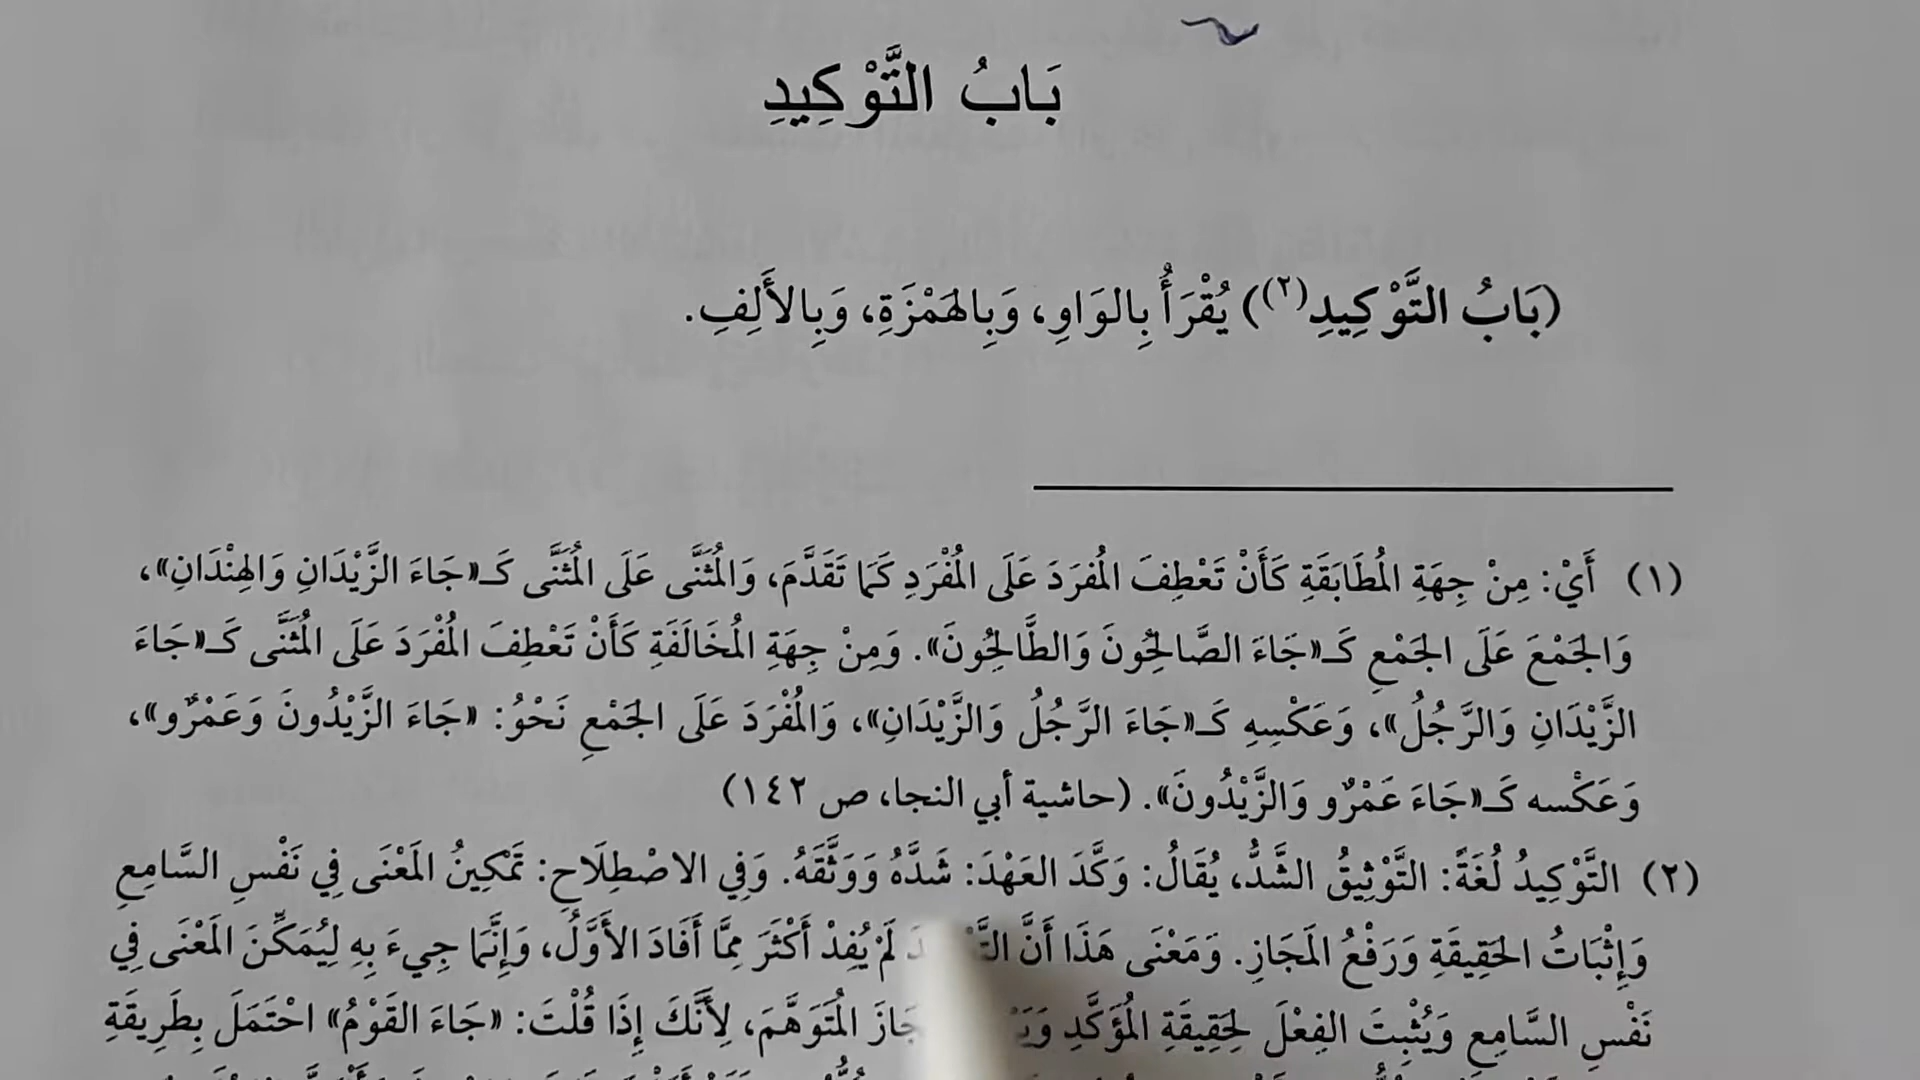 بَابُ التَّوْكِيدِ
(بَابُ التَّوْكِيدِ(٢)) يُقْرَأُ بِالوَاوِ، وَبِالهَمْزَةِ، وَبِالأَلِفِ.
(١) أَيْ: مِنْ جِهَةِ المُطَابَقَةِ كَأَنْ تَعْطِفَ المُفرَدَ عَلَى المُفْرَدِ كَمَا تَقَدَّمَ، وَالمُثَنَّى عَلَى المُثَنَّى كَـ«جَاءَ الزَّيْدَانِ وَالهِنْدَانِ»،
وَالجَمْعَ عَلَى الجَمْعِ كَـ«جَاءَ الصَّالِحُونَ وَالطَّالِحُونَ». وَمِنْ جِهَةِ المُخَالَفَةِ كَأَنْ تَعْطِفَ المُفْرَدَ عَلَى المُثَنَّى كَـ«جَاءَ
الزَّيْدَانِ وَالرَّجُلُ»، وَعَكْسِهِ كَـ«جَاءَ الرَّجُلُ وَالزَّيْدَانِ»، وَالمُفْرَدَ عَلَى الجَمْعِ نَحْوُ: «جَاءَ الزَّيْدُونَ وَعَمْرٌو»،
وَعَكْسه كَـ«جَاءَ عَمْرٌو وَالزَّيْدُونَ». (حاشية أبي النجا، ص ١٤٢)
(٢) التَّوْكِيدُ لُغَةً: التَّوْثِيقُ الشَّدُّ، يُقَالُ: وَكَّدَ العَهْدَ: شَدَّهُ وَوَثَّقَهُ. وَفِي الاصْطِلَاحِ: تَمْكِينُ المَعْنَى فِي نَفْسِ السَّامِعِ
وَإِثْبَاتُ الحَقِيقَةِ وَرَفْعُ المَجَازِ. وَمَعْنَى هَذَا أَنَّ لَمْ يُفِدْ أَكْثَرَ مِمَّا أَفَادَ الأَوَّلُ، وَإِنَّمَا جِيءَ بِهِ لِيُمَكِّنَ المَعْنَى فِي
نَفْسِ السَّامِعِ وَيُثْبِتَ الفِعْلَ لِحَقِيقَةِ المُؤَكَّدِ المُتَوَهَّمَ، لِأَنَّكَ إِذَا قُلْتَ: «جَاءَ القَوْمُ» احْتَمَلَ بِطَرِيقَةِ